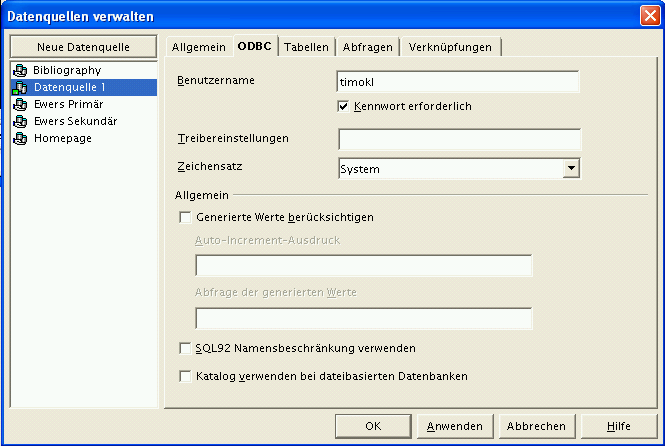 Datenquellen verwalten
Neue Datenquelle
Bibliography
Datenquelle 1
Ewers Primär
Ewers Sekundär
Homepage
Allgemein ODBC Tabellen Abfragen Verknüpfungen
Benutzername timokl
Kennwort erforderlich
Treibereinstellungen
Zeichensatz System
Allgemein
Generierte Werte berücksichtigen
Auto-Increment-Ausdruck
Abfrage der generierten Werte
SQL92 Namensbeschränkung verwenden
Katalog verwenden bei dateibasierten Datenbanken
OK Anwenden Abbrechen Hilfe